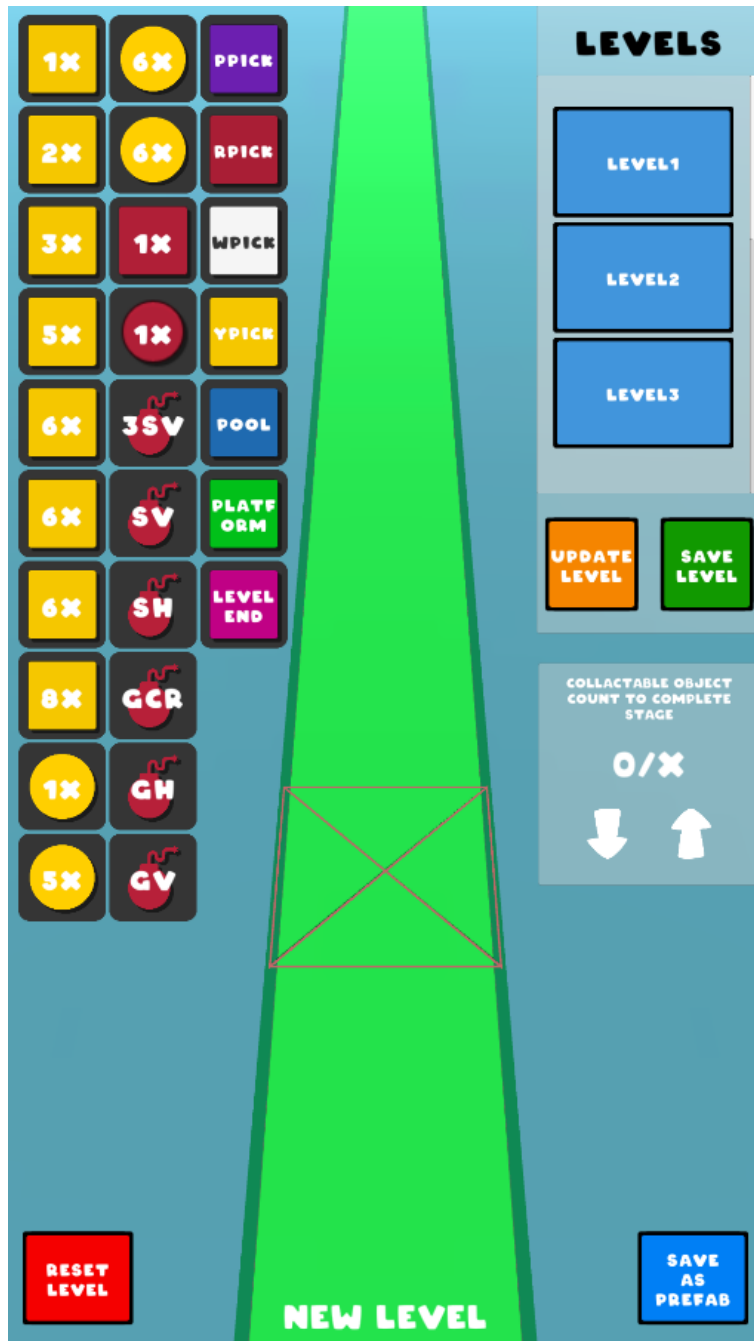 1X 6X PPICK
2X 6X RPICK
3X 1X WPICK
5X 1X YPICK
6X 3SV POOL
6X SV PLATF
ORM
6X SH LEVEL
END
8X GCR
1X GH
5X GV
LEVELS
LEVEL1
LEVEL2
LEVEL3
UPDATE
LEVEL
SAVE
LEVEL
COLLACTABLE OBJECT
COUNT TO COMPLETE
STAGE
0/X
RESET
LEVEL
NEW LEVEL
SAVE
AS
PREFAB